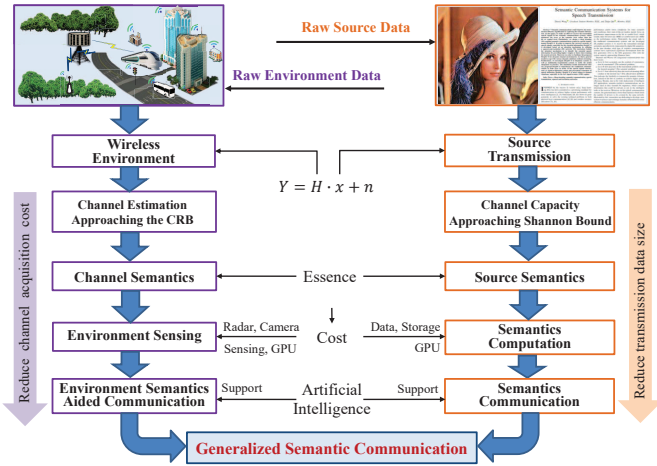 Raw Source Data
Raw Environment Data
Semantic Communication Systems for
Speech Transmission
Wireless
Environment
Source
Transmission
Y = H · x + n
Channel Estimation
Approaching the CRB
Channel Capacity
Approaching Shannon Bound
Reduce channel acquisition cost
Reduce transmission data size
Channel Semantics
Essence
Source Semantics
Environment Sensing
Radar, Camera
Sensing, GPU
Cost
Data, Storage
GPU
Semantics
Computation
Environment Semantics
Aided Communication
Support
Artificial
Intelligence
Support
Semantics
Communication
Generalized Semantic Communication